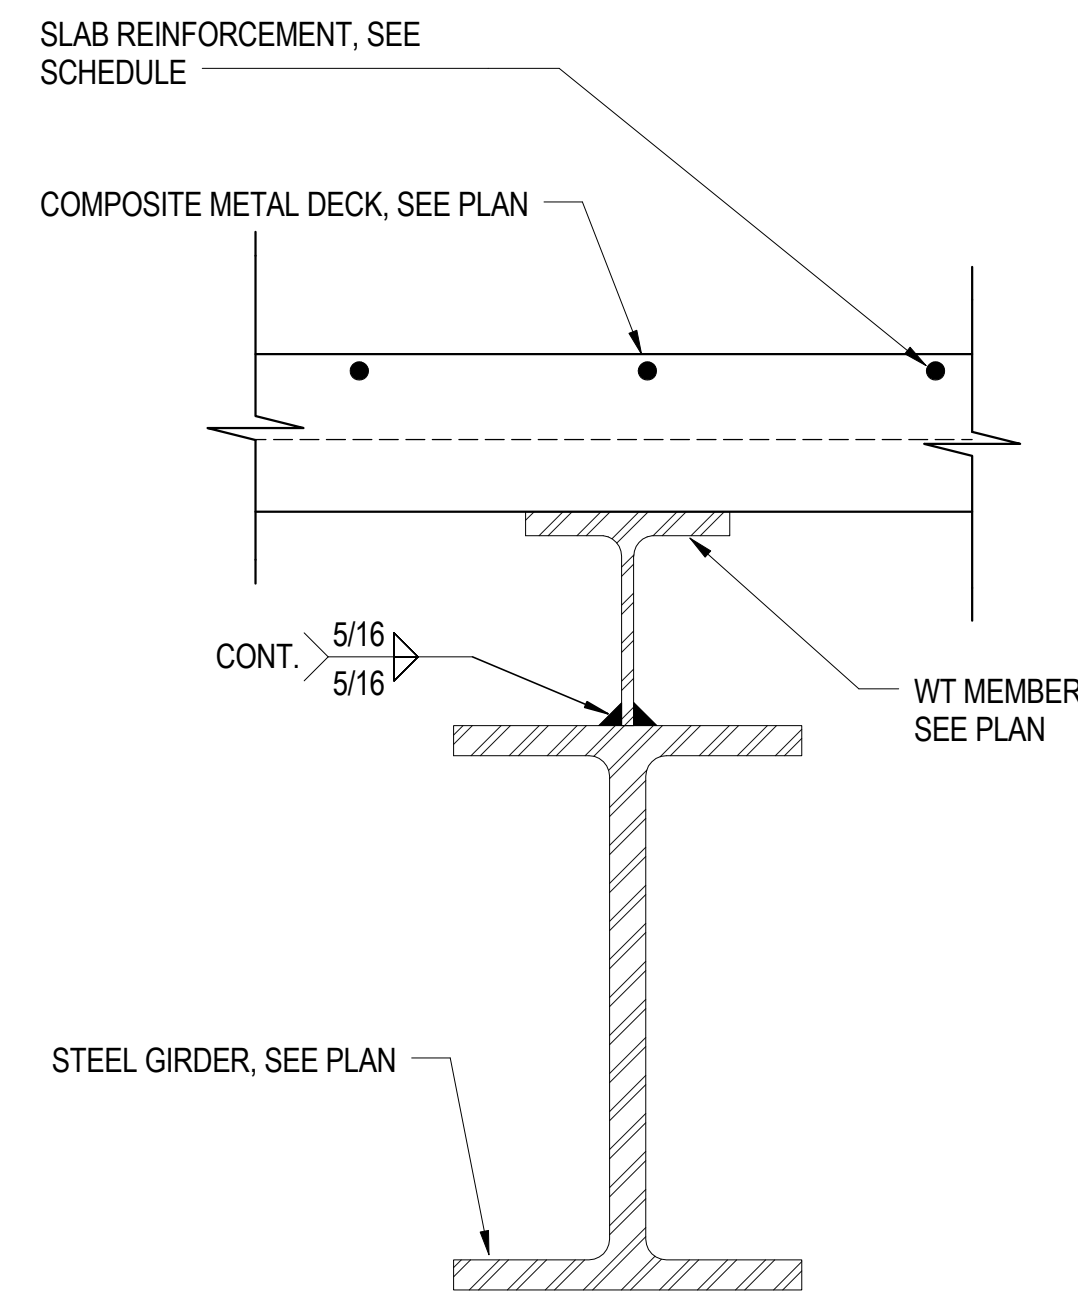 SLAB REINFORCEMENT, SEE
SCHEDULE
COMPOSITE METAL DECK, SEE PLAN
CONT.
5/16
5/16
WT MEMBER
SEE PLAN
STEEL GIRDER, SEE PLAN